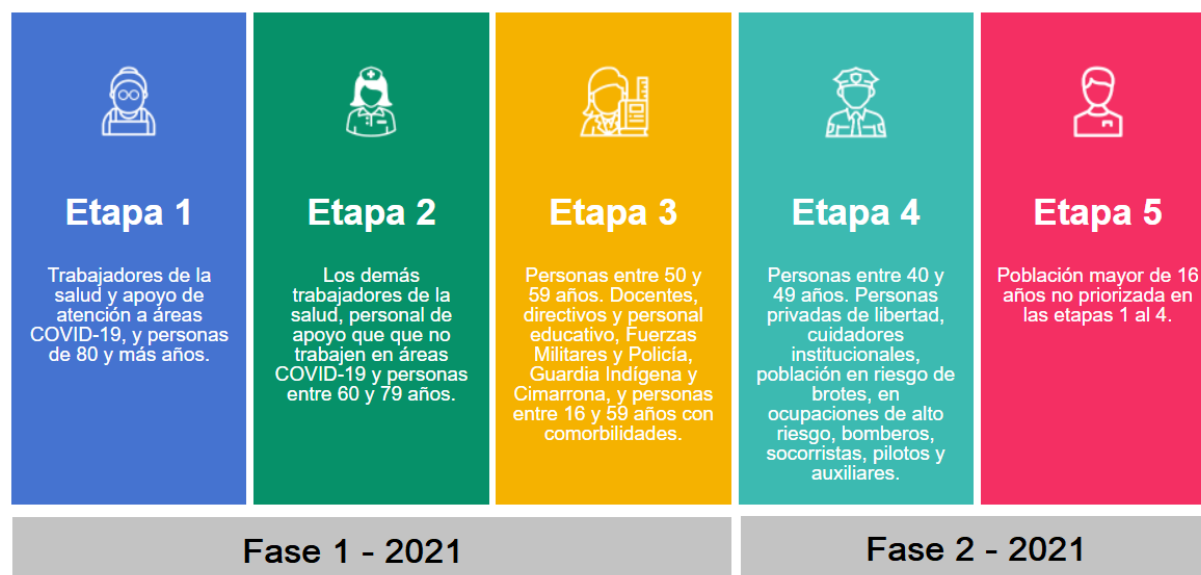 Etapa 1
Trabajadores de la
salud y apoyo de
atención a áreas
COVID-19, y personas
de 80 y más años.
Etapa 2
Los demás
trabajadores de la
salud, personal de
apoyo que que no
trabajen en áreas
COVID-19 y personas
entre 60 y 79 años.
Etapa 3
Personas entre 50 y
59 años. Docentes,
directivos y personal
educativo, Fuerzas
Militares y Policía,
Guardia Indígena y
Cimarrona, y personas
entre 16 y 59 años con
comorbilidades.
Etapa 4
Personas entre 40 y
49 años. Personas
privadas de libertad,
cuidadores
institucionales,
población en riesgo de
brotes, en
ocupaciones de alto
riesgo, bomberos,
socorristas, pilotos y
auxiliares.
Etapa 5
Población mayor de 16
años no priorizada en
las etapas 1 al 4.
Fase 1 - 2021
Fase 2 - 2021